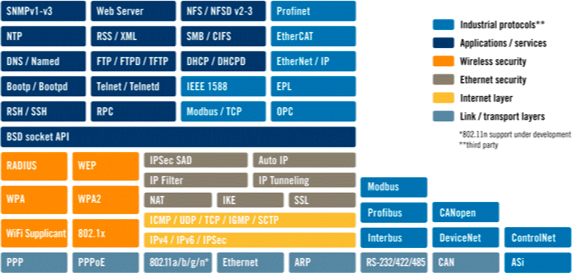 SNMPv1-v3 Web Server NFS / NFSD v2-3 Profinet
NTP RSS / XML SMB / CIFS EtherCAT
DNS / Named FTP / FTPD / TFTP DHCP / DHCPD EtherNet / IP
Bootp / Bootpd Telnet / Telnetd IEEE 1588 EPL
RSH / SSH RPC Modbus / TCP OPC
BSD socket API
Industrial protocols**
Applications / services
Wireless security
Ethernet security
Internet layer
Link / transport layers
*802.11n support under development
**third party
RADIUS WEP IPSec SAD Auto IP
IP Filter IP Tunneling
WPA WPA2 NAT IKE SSL
Modbus
ICMP / UDP / TCP / IGMP / SCTP
Profibus CANopen
WiFi Supplicant 802.1x IPv4 / IPv6 / IPSec
Interbus DeviceNet ControlNet
PPP PPPoE 802.11a/b/g/n* Ethernet ARP RS-232/422/485 CAN ASi